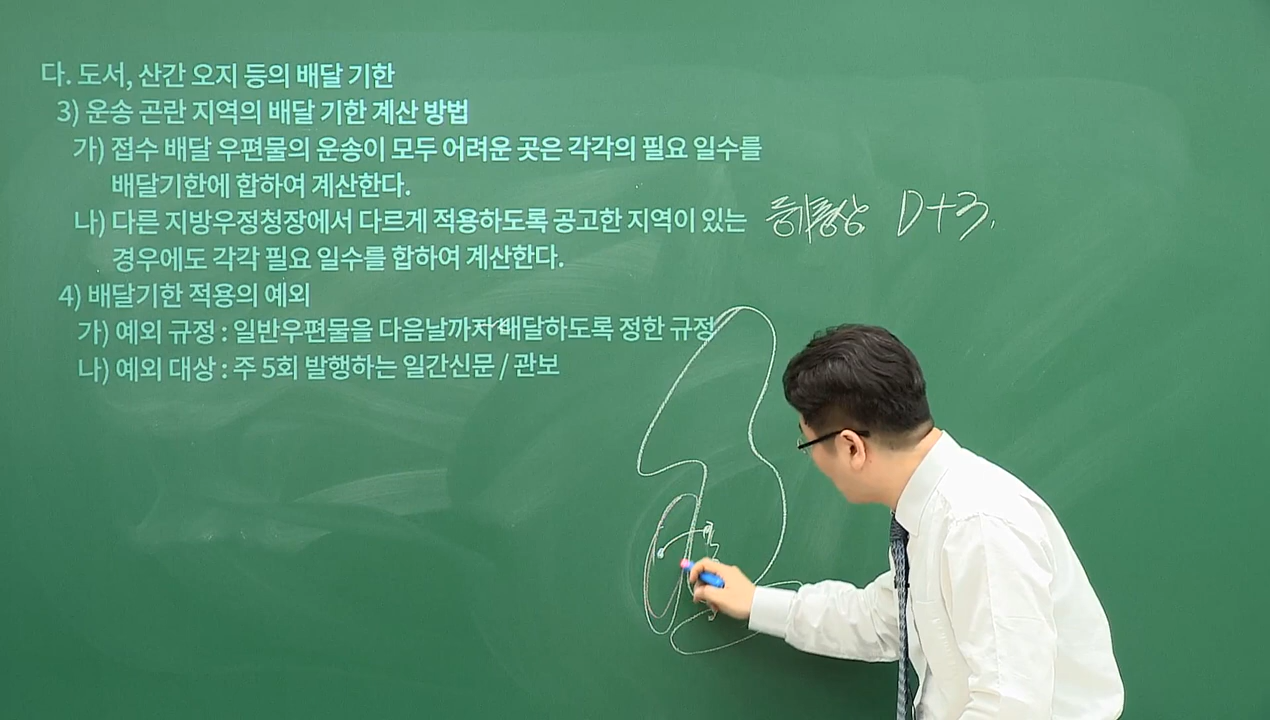 다. 도서, 산간 오지 등의 배달 기한
3) 운송 곤란 지역의 배달 기한 계산 방법
가) 접수 배달 우편물의 운송이 모두 어려운 곳은 각각의 필요 일수를
배달기한에 합하여 계산한다.
나) 다른 지방우정청장에서 다르게 적용하도록 공고한 지역이 있는
경우에도 각각 필요 일수를 합하여 계산한다.
4) 배달기한 적용의 예외
가) 예외 규정 : 일반우편물을 다음날까지 배달하도록 정한 규정
나) 예외 대상 : 주 5회 발행하는 일간신문 / 관보
D+3.